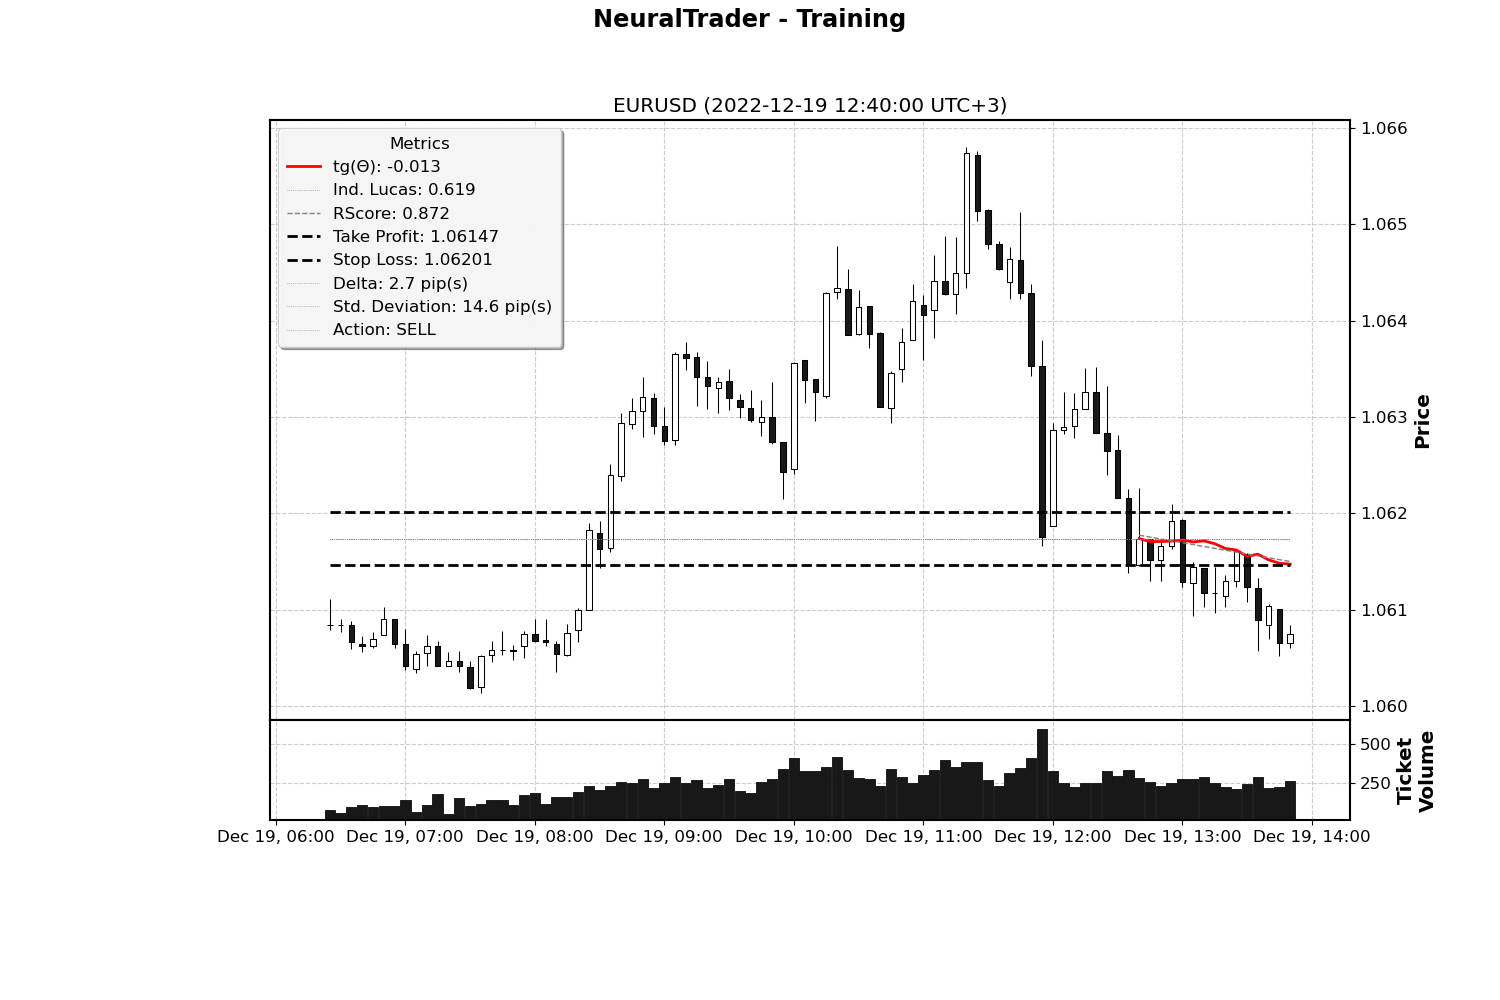 NeuralTrader - Training
EURUSD (2022-12-19 12:40:00 UTC+3)
Metrics
tg(Θ): -0.013
Ind. Lucas: 0.619
RScore: 0.872
Take Profit: 1.06147
Stop Loss: 1.06201
Delta: 2.7 pip(s)
Std. Deviation: 14.6 pip(s)
Action: SELL
1.066
1.065
1.064
1.063
1.062
1.061
1.060
Price
500
250
Ticket
Volume
Dec 19, 06:00
Dec 19, 07:00
Dec 19, 08:00
Dec 19, 09:00
Dec 19, 10:00
Dec 19, 11:00
Dec 19, 12:00
Dec 19, 13:00
Dec 19, 14:00